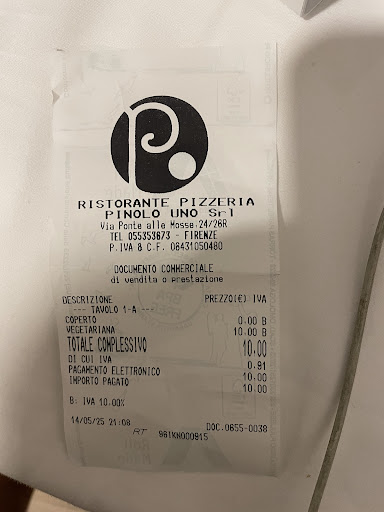 P.
RISTORANTE PIZZERIA
PINOLO UNO Srl
Via Ponte alle Mosse,24/26R
TEL 055353673 - FIRENZE
P.IVA & C.F. 06431050480
DOCUMENTO COMMERCIALE
di vendita o prestazione
DESCRIZIONE PREZZO(€) IVA
--- TAVOLO 1-A ---
COPERTO 0.00 B
VEGETARIANA 10.00 B
TOTALE COMPLESSIVO 10,00
DI CUI IVA 0.91
PAGAMENTO ELETTRONICO 10.00
IMPORTO PAGATO 10.00
B: IVA 10.00%
14/05/25 21:08 DOC.0655-0038
RT 96IKN000915